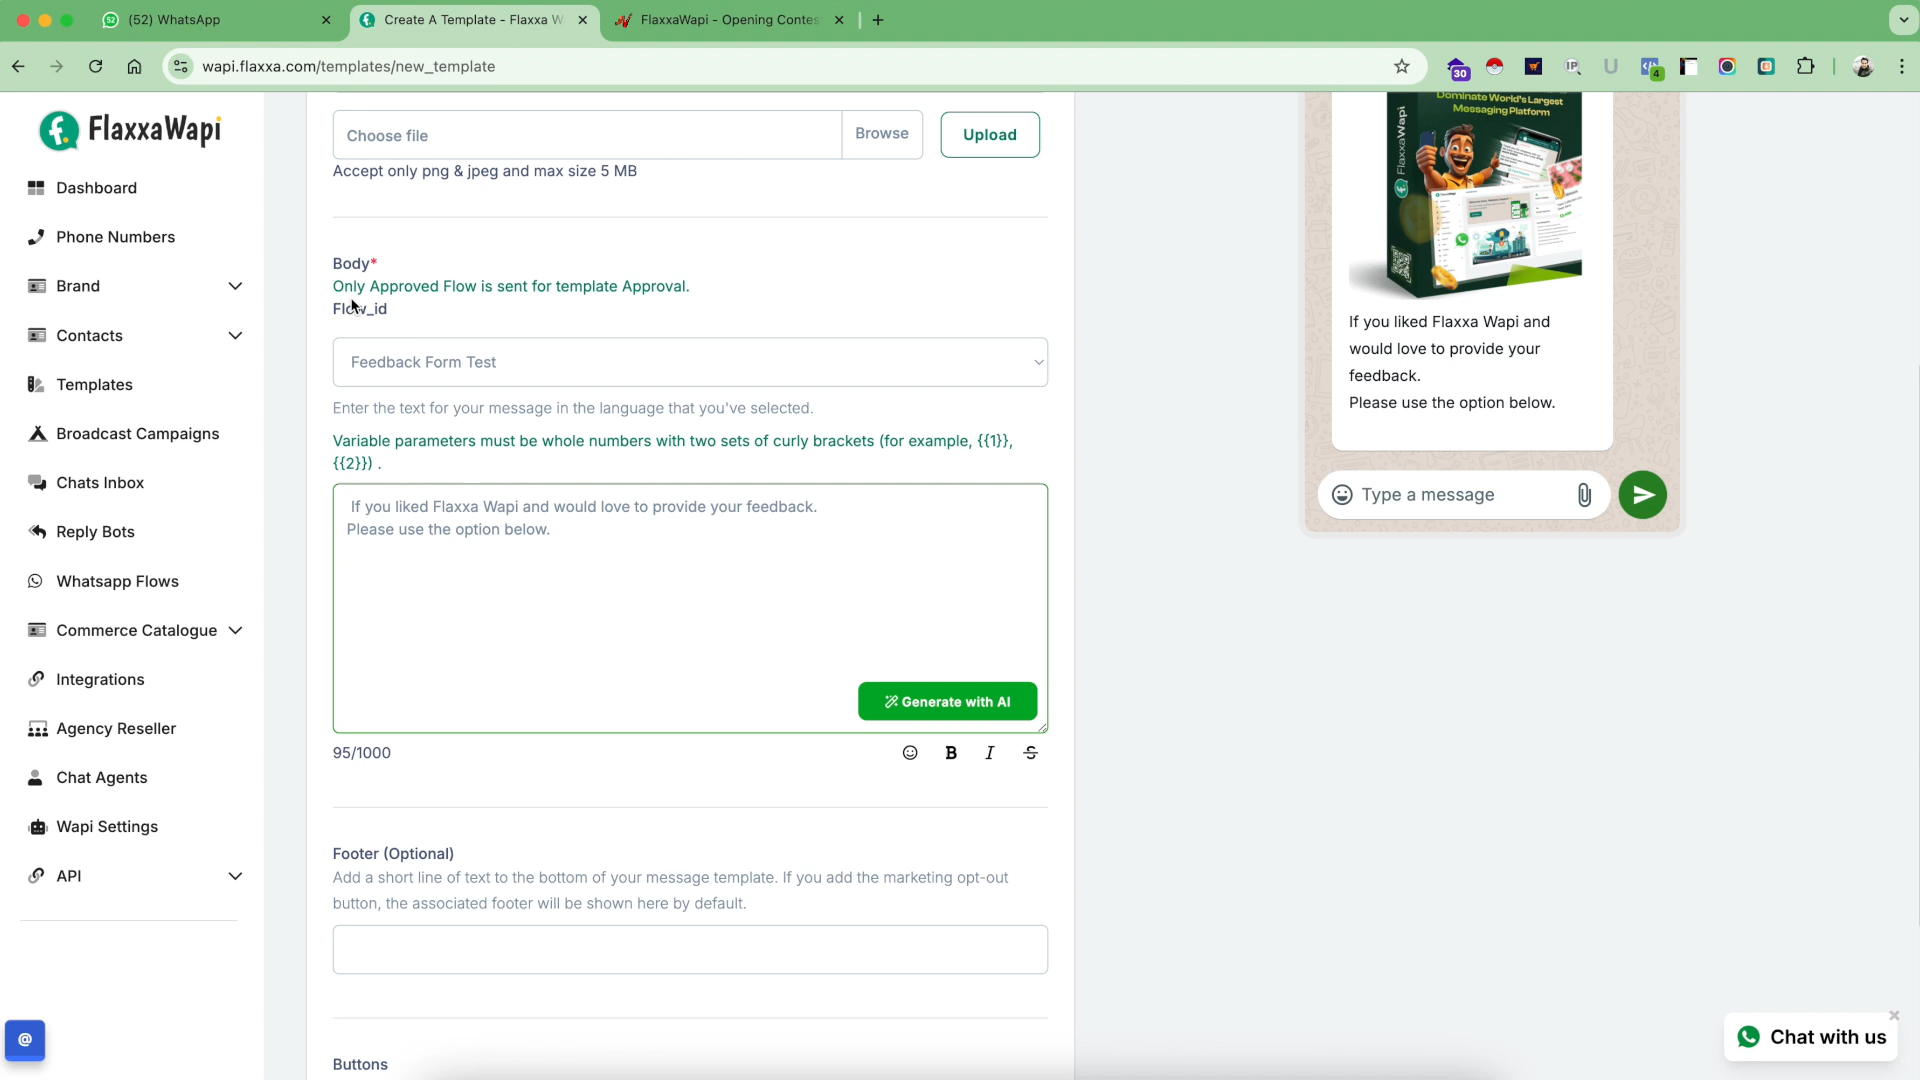 (52) WhatsApp
Create A Template - Flaxxa W
FlaxxaWapi - Opening Contes
wapi.flaxxa.com/templates/new_template
30
IP
U
4
FlaxxaWapi
Dashboard
Phone Numbers
Brand
Contacts
Templates
Broadcast Campaigns
Chats Inbox
Reply Bots
Whatsapp Flows
Commerce Catalogue
Integrations
Agency Reseller
Chat Agents
Wapi Settings
API
@
Choose file
Browse
Upload
Accept only png & jpeg and max size 5 MB
Body*
Only Approved Flow is sent for template Approval.
Flow_id
Feedback Form Test
Enter the text for your message in the language that you've selected.
Variable parameters must be whole numbers with two sets of curly brackets (for example, {{1}},
{{2}}) .
If you liked Flaxxa Wapi and would love to provide your feedback.
Please use the option below.
Generate with AI
95/1000
B
I
S
Footer (Optional)
Add a short line of text to the bottom of your message template. If you add the marketing opt-out
button, the associated footer will be shown here by default.
Buttons
Dominate World's Largest
Messaging Platform
FlaxxaWapi
If you liked Flaxxa Wapi and
would love to provide your
feedback.
Please use the option below.
Type a message
Chat with us